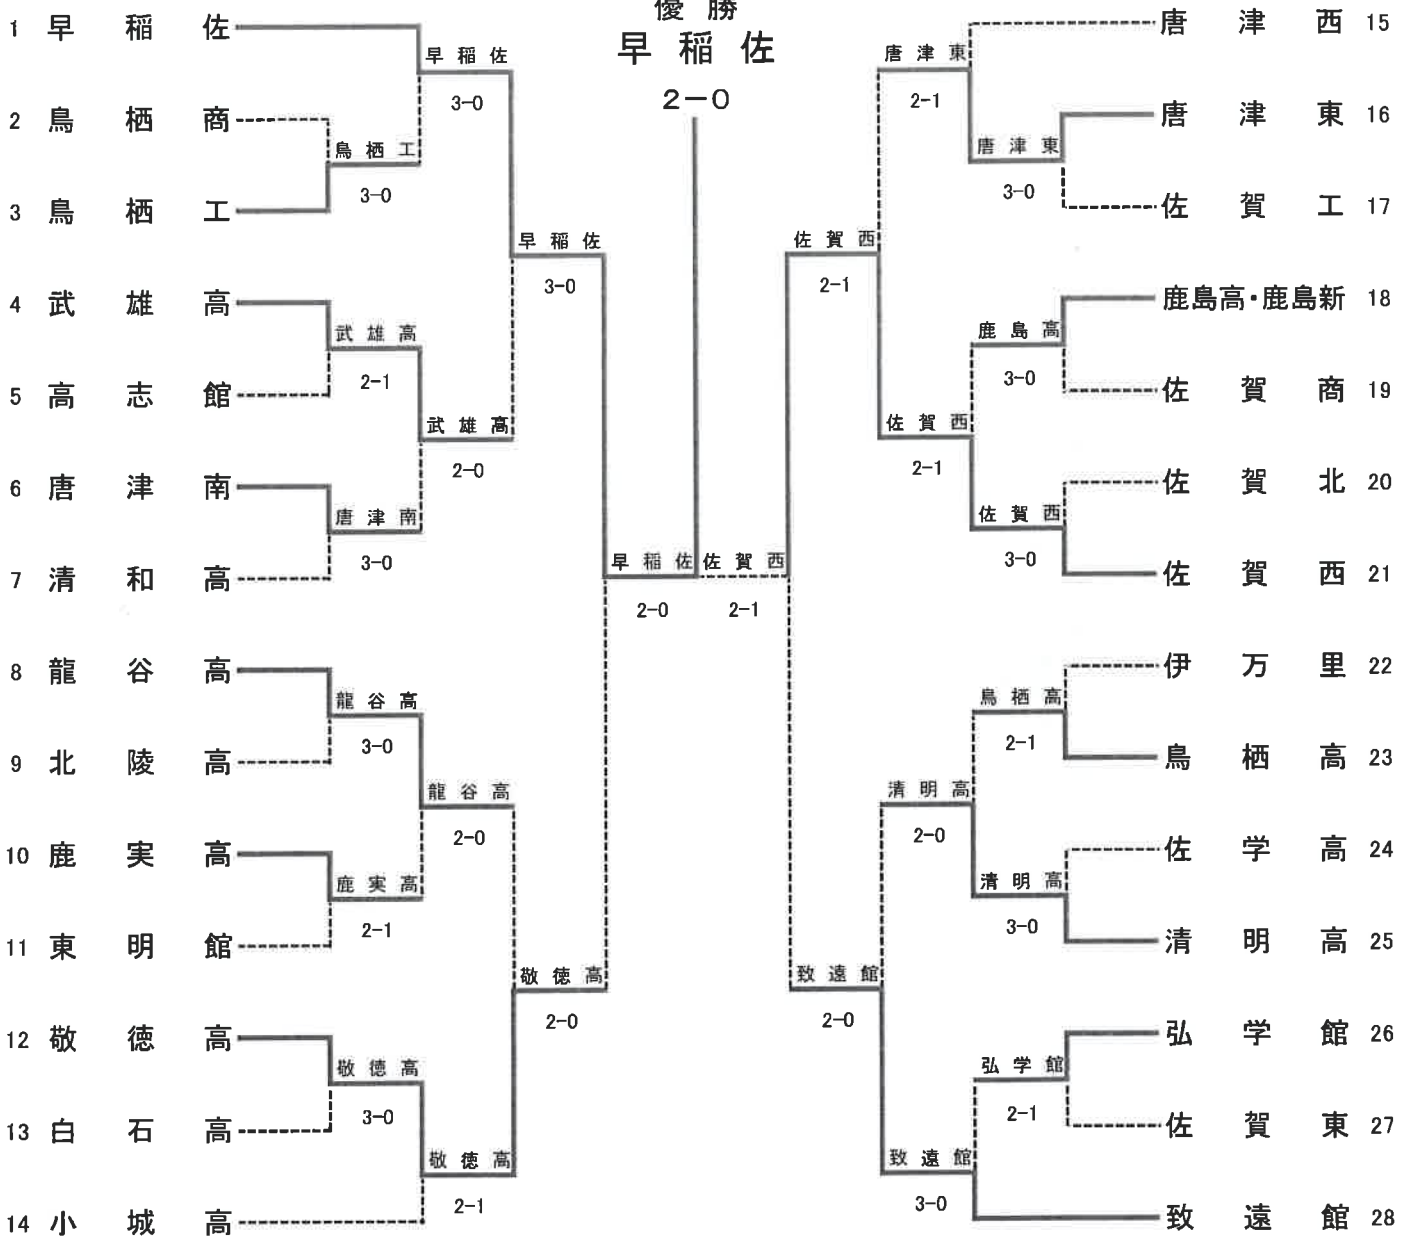 優勝
早稲佐
2-0
1 早稲佐
2 鳥栖商
3 鳥栖工
4 武雄高
5 高志館
6 唐津南
7 清和高
8 龍谷高
9 北陵高
10 鹿実高
11 東明館
12 敬徳高
13 白石高
14 小城高
鳥栖工
3-0
武雄高
2-1
唐津南
3-0
龍谷高
3-0
鹿実高
2-1
敬徳高
3-0
早稲佐
3-0
武雄高
2-0
龍谷高
2-0
敬徳高
2-1
早稲佐
3-0
敬徳高
2-0
早稲佐
2-0
佐賀西
2-1
佐賀西
2-1
致遠館
2-0
唐津東
2-1
佐賀西
2-1
清明高
2-0
致遠館
3-0
唐津東
3-0
鹿島高
3-0
佐賀西
3-0
鳥栖高
2-1
清明高
3-0
弘学館
2-1
唐津西 15
唐津東 16
佐賀工 17
鹿島高・鹿島新 18
佐賀商 19
佐賀北 20
佐賀西 21
伊万里 22
鳥栖高 23
佐学高 24
清明高 25
弘学館 26
佐賀東 27
致遠館 28